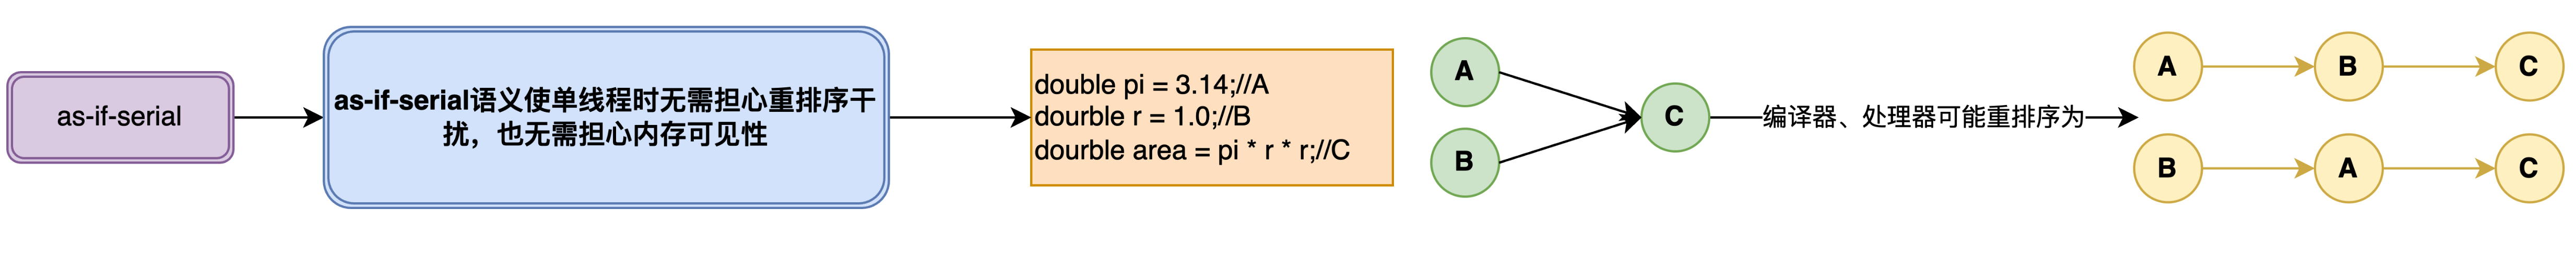 as-if-serial
as-if-serial语义使单线程时无需担心重排序干
扰，也无需担心内存可见性
double pi = 3.14;//A
dourble r = 1.0;//B
dourble area = pi * r * r;//C
A
B
C
编译器、处理器可能重排序为
A
B
C
B
A
C